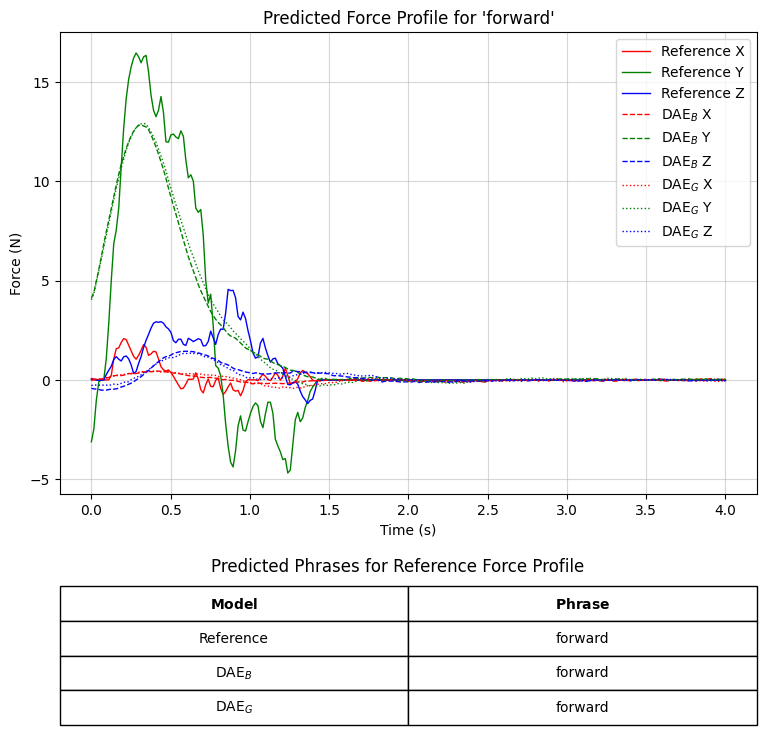 Predicted Force Profile for 'forward'
Force (N)
15
10
5
0
−5
0.0 0.5 1.0 1.5 2.0 2.5 3.0 3.5 4.0
Time (s)
Reference X
Reference Y
Reference Z
DAE_B X
DAE_B Y
DAE_B Z
DAE_G X
DAE_G Y
DAE_G Z
Predicted Phrases for Reference Force Profile
Model Phrase
Reference forward
DAE_B forward
DAE_G forward